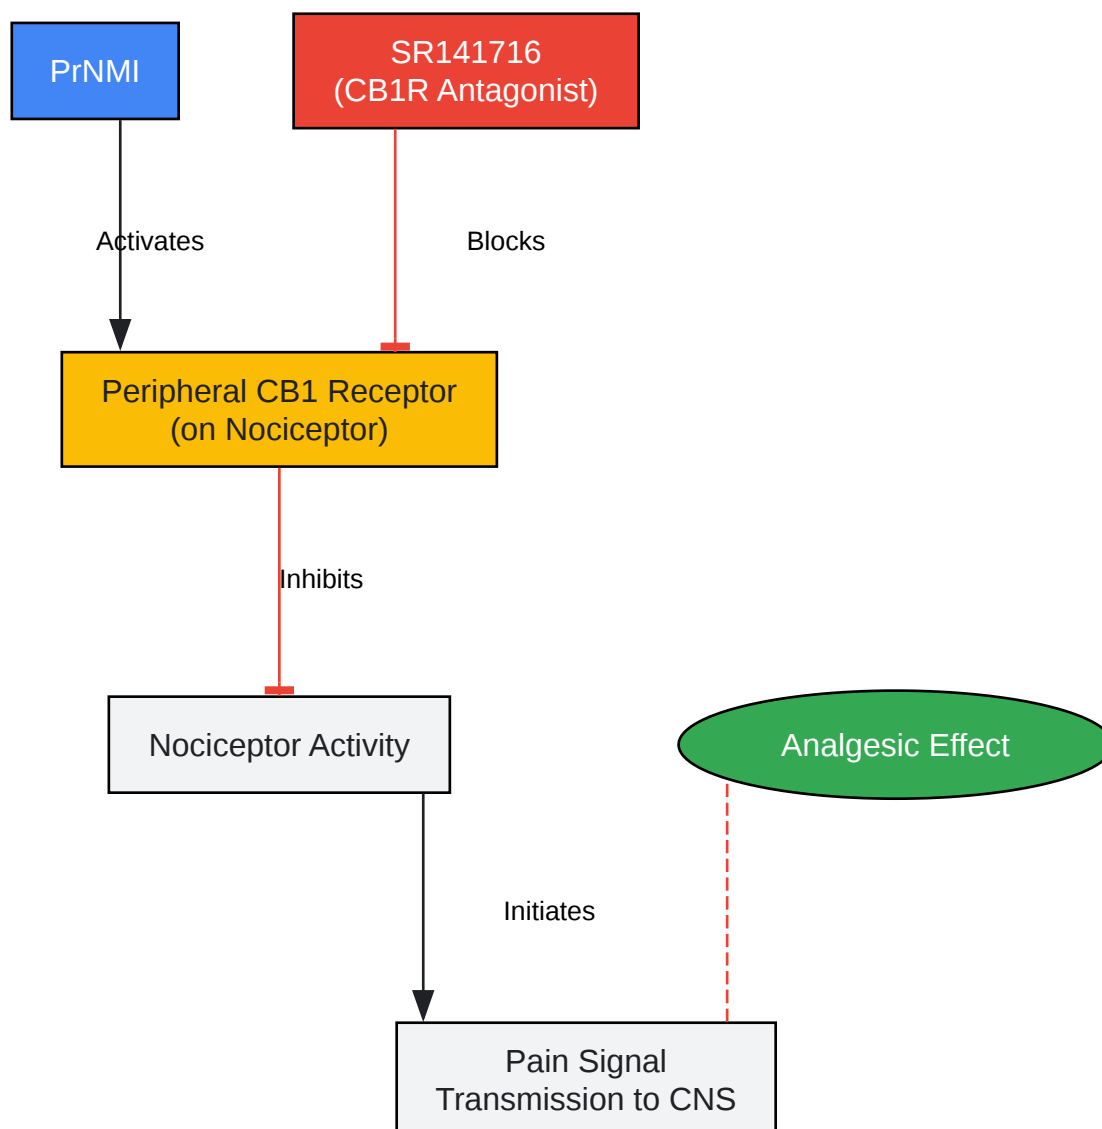 PrNMI
SR141716
(CB1R Antagonist)
Activates
Blocks
Peripheral CB1 Receptor
(on Nociceptor)
Inhibits
Nociceptor Activity
Analgesic Effect
Initiates
Pain Signal
Transmission to CNS